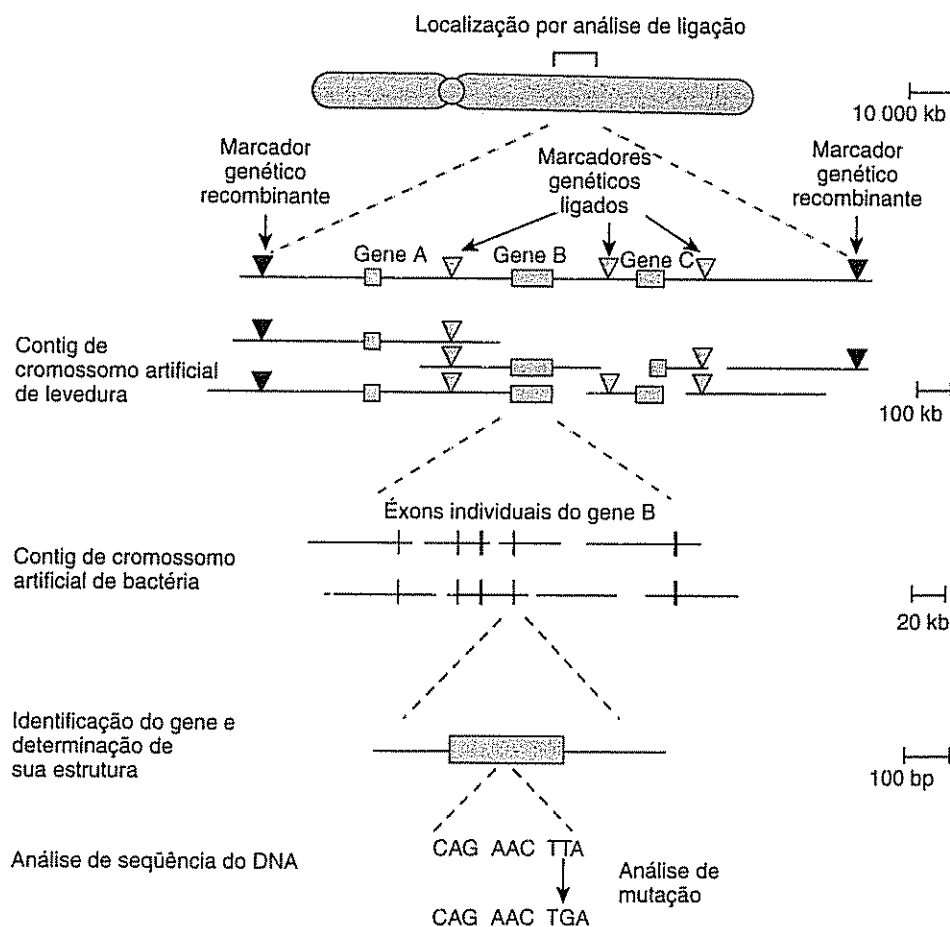 Localização por análise de ligação
10.000 kb
Marcador
genético
recombinante
Marcadores
genéticos
ligados
Marcador
genético
recombinante
Gene A
Gene B
Gene C
Contig de
cromossomo artificial
de levedura
100 kb
Éxons individuais do gene B
Contig de cromossomo
artificial de bactéria
20 kb
Identificação do gene e
determinação de
sua estrutura
100 bp
Análise de seqüência do DNA
CAG AAC TTA
Análise de
mutação
CAG AAC TGA